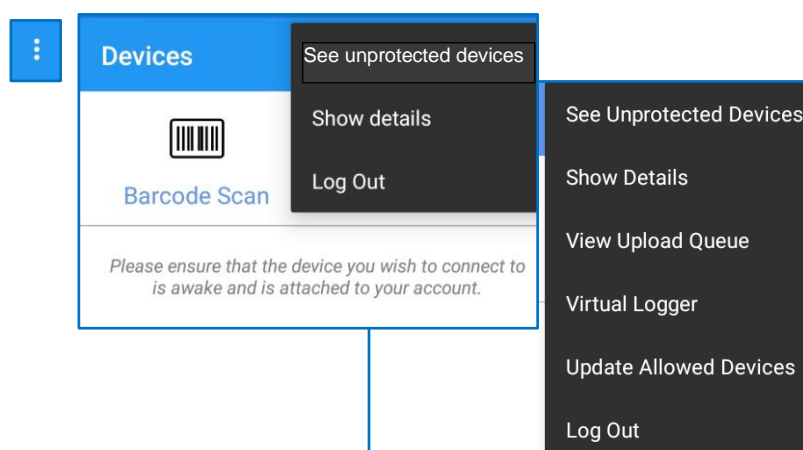 Devices
See unprotected devices
Show details
Log Out
Barcode Scan
Please ensure that the device you wish to connect to
is awake and is attached to your account.
See Unprotected Devices
Show Details
View Upload Queue
Virtual Logger
Update Allowed Devices
Log Out